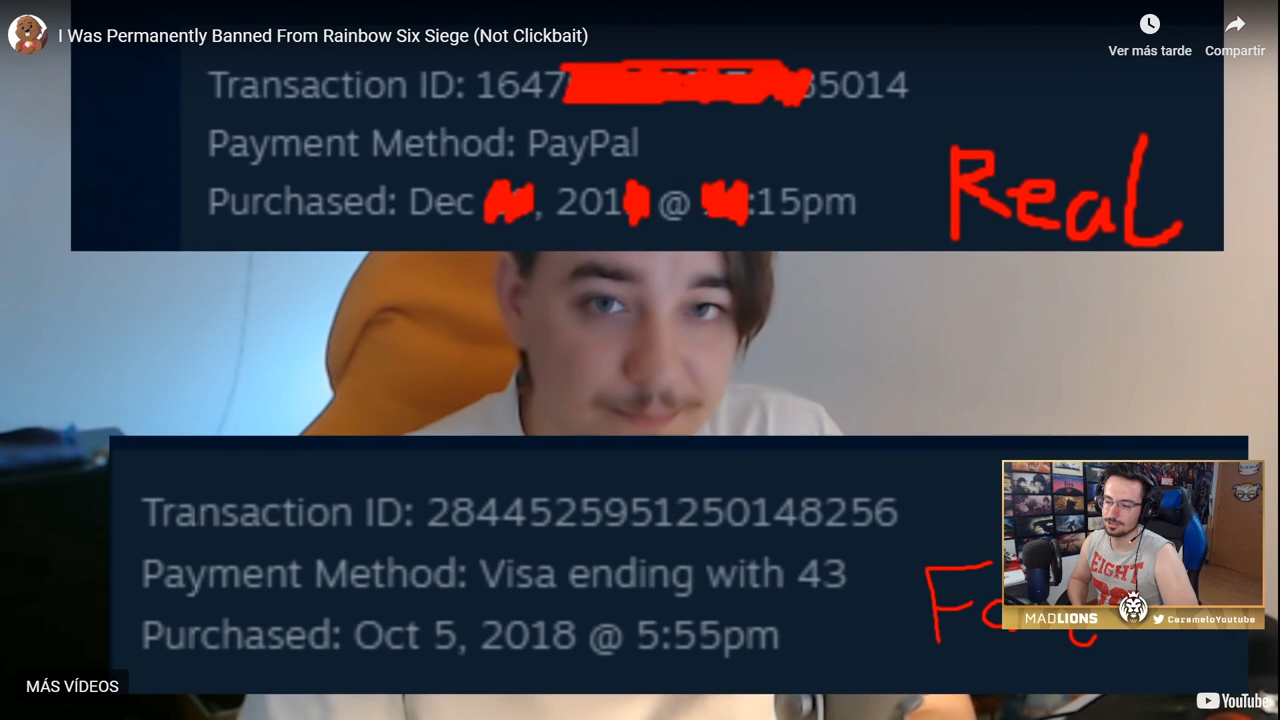 I Was Permanently Banned From Rainbow Six Siege (Not Clickbait)
Ver más tarde
Compartir
Transaction ID: 1647 35014
Payment Method: PayPal
Purchased: Dec , 201 @ :15pm
Real
Transaction ID: 2844525951250148256
Payment Method: Visa ending with 43
Purchased: Oct 5, 2018 @ 5:55pm
EIGHT
MADLIONS
CarameloYoutube
MÁS VÍDEOS
YouTube